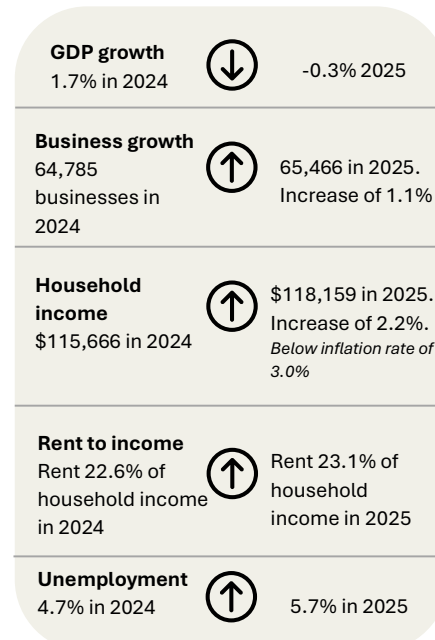 GDP growth
1.7% in 2024
-0.3% 2025
Business growth
64,785
businesses in
2024
65,466 in 2025.
Increase of 1.1%
Household
income
$115,666 in 2024
$118,159 in 2025.
Increase of 2.2%.
Below inflation rate of
3.0%
Rent to income
Rent 22.6% of
household income
in 2024
Rent 23.1% of
household
income in 2025
Unemployment
4.7% in 2024
5.7% in 2025